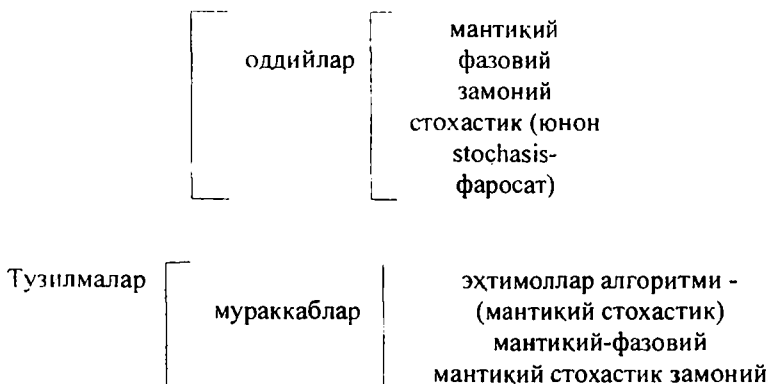 мантиқий
оддийлар фазовий
замоний
стохастик (юнон
stochasis-
фаросат)
Тузилмалар эҳтимоллар алгоритми -
мураккаблар (мантиқий стохастик)
мантиқий-фазовий
мантиқий стохастик замоний